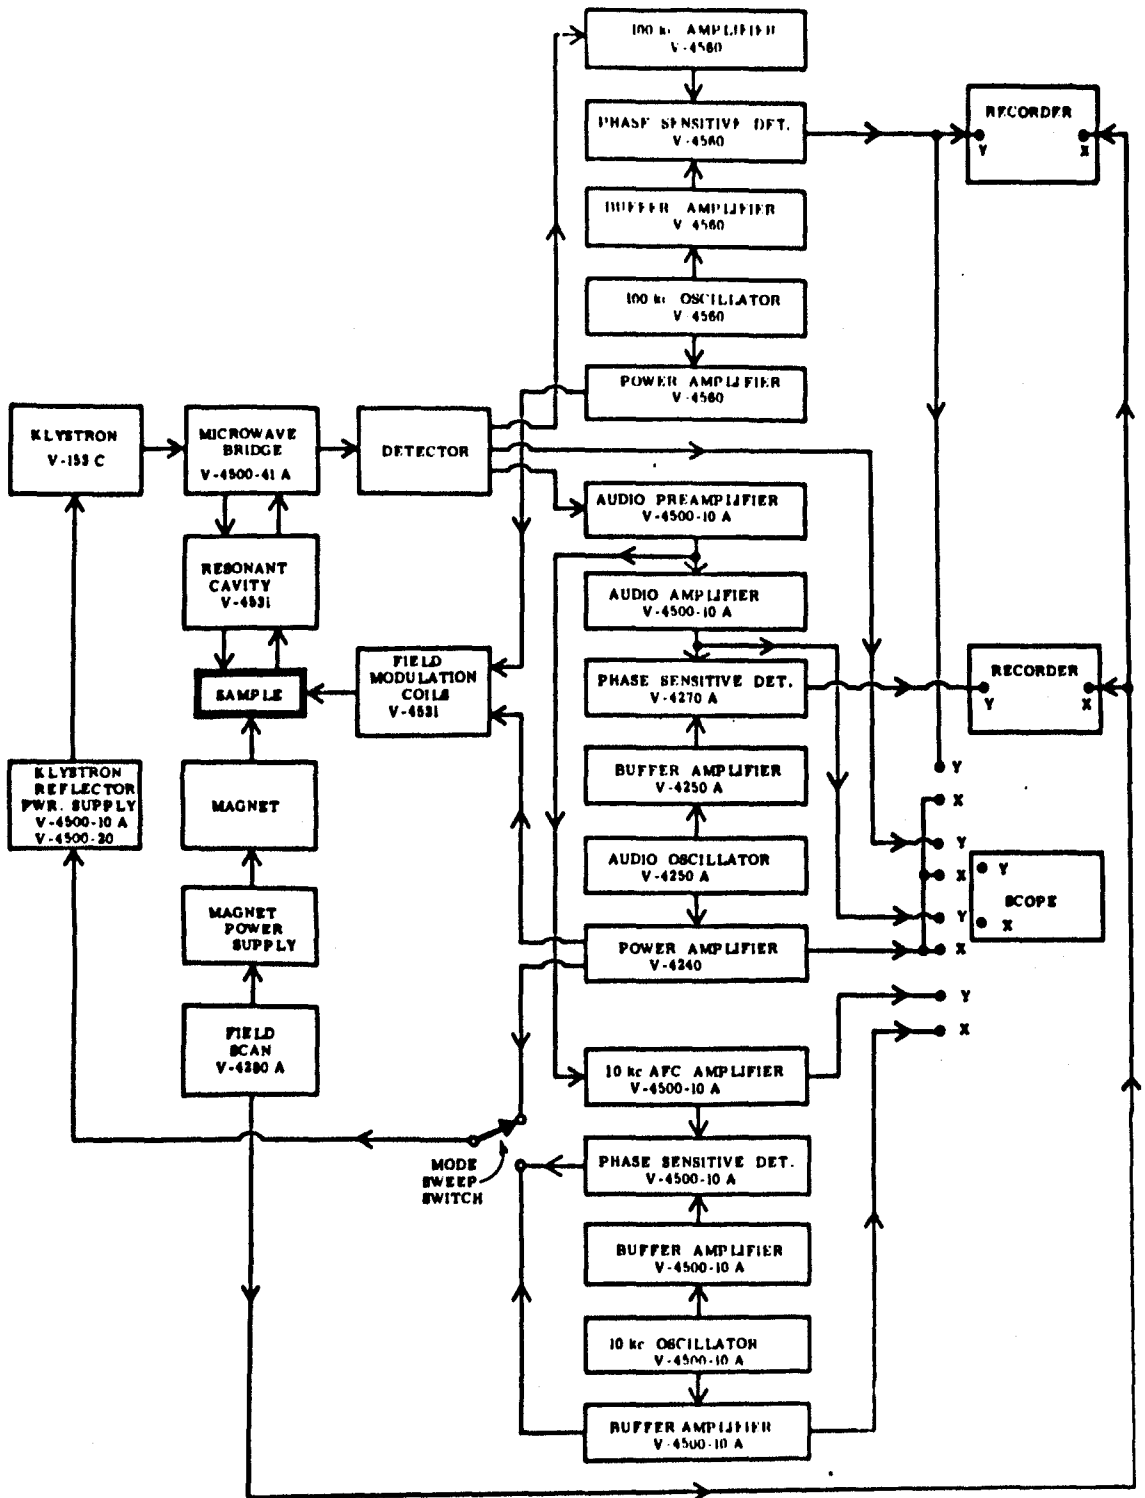 100 kc AMPLIFIER
V-4560
PHASE SENSITIVE DET.
V-4560
BUFFER AMPLIFIER
V-4560
100 kc OSCILLATOR
V-4560
POWER AMPLIFIER
V-4560
RECORDER
Y
X
KLYSTRON
V-153 C
MICROWAVE
BRIDGE
V-4500-41 A
DETECTOR
AUDIO PREAMPLIFIER
V-4500-10 A
RESONANT
CAVITY
V-4531
AUDIO AMPLIFIER
V-4500-10 A
SAMPLE
FIELD
MODULATION
COILS
V-4531
PHASE SENSITIVE DET.
V-4270 A
RECORDER
Y
X
KLYSTRON
REFLECTOR
PWR. SUPPLY
V-4500-10 A
V-4500-20
MAGNET
BUFFER AMPLIFIER
V-4250 A
Y
X
AUDIO OSCILLATOR
V-4250 A
Y
X
Y
X
Y
SCOPE
X
MAGNET
POWER
SUPPLY
POWER AMPLIFIER
V-4240
FIELD
SCAN
V-4280 A
Y
X
10 kc AFC AMPLIFIER
V-4500-10 A
MODE
SWEEP
SWITCH
PHASE SENSITIVE DET.
V-4500-10 A
BUFFER AMPLIFIER
V-4500-10 A
10 kc OSCILLATOR
V-4500-10 A
BUFFER AMPLIFIER
V-4500-10 A